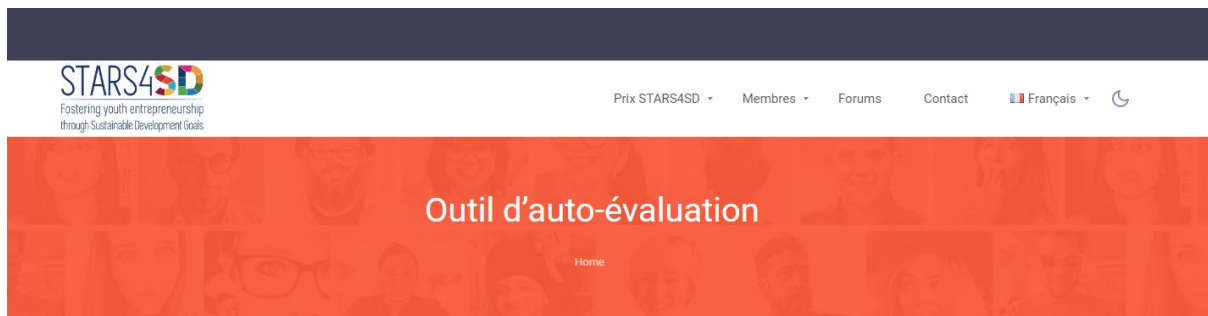 STARS4SD
Fostering youth entrepreneurship
through Sustainable Development Goals
Prix STARS4SD
Membres
Forums
Contact
Français
Outil d’auto-évaluation
Home